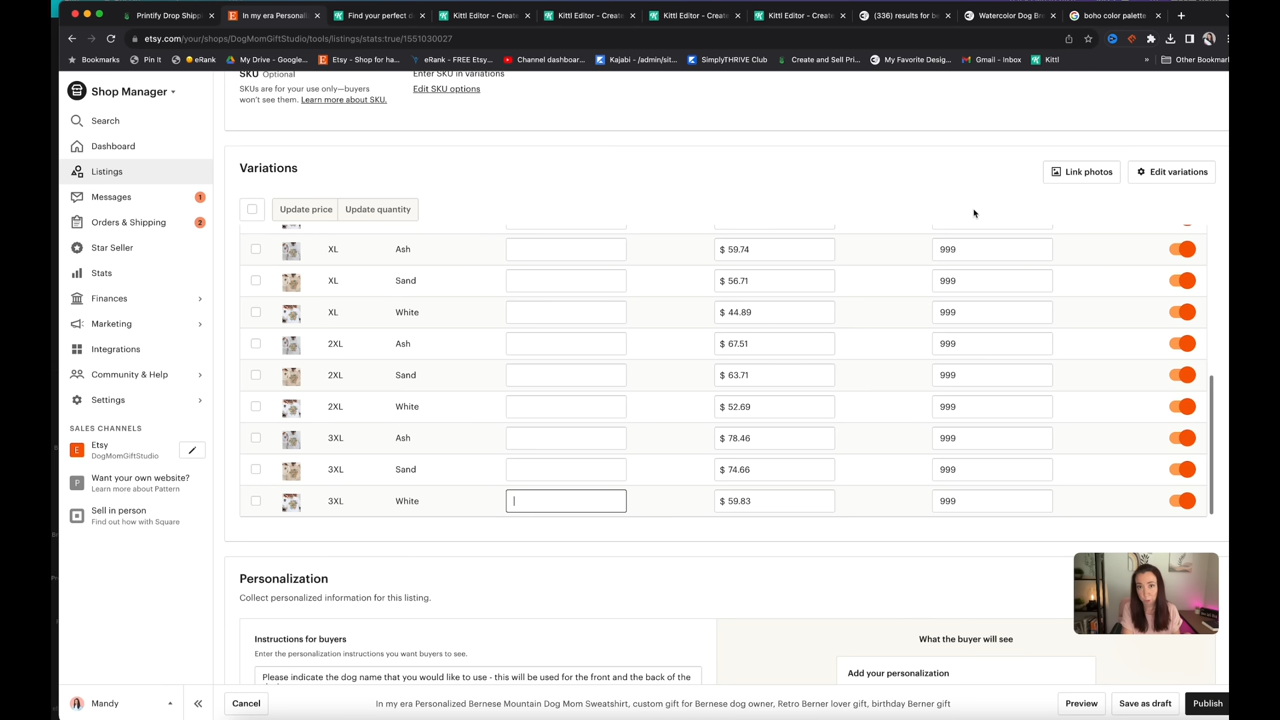 Printify Drop Shipp
In my era Personali
Find your perfect d
Kittl Editor - Create
Kittl Editor - Create
Kittl Editor - Create
Kittl Editor - Create
(336) results for be
Watercolor Dog Bre
boho color palette
etsy.com/your/shops/DogMomGiftStudio/tools/listings/stats:true/1551030027
Bookmarks
Pin It
eRank
My Drive - Google...
Etsy - Shop for ha...
eRank - FREE Etsy...
Channel dashboar...
Kajabi - /admin/sit...
SimplyTHRIVE Club
Create and Sell Pri...
My Favorite Desig...
Gmail - Inbox
Kittl
»
Other Bookmar
Shop Manager
Search
Dashboard
Listings
Messages 1
Orders & Shipping 2
Star Seller
Stats
Finances
Marketing
Integrations
Community & Help
Settings
SALES CHANNELS
E Etsy
DogMomGiftStudio
P Want your own website?
Learn more about Pattern
Sell in person
Find out how with Square
Mandy
SKU Optional
SKUs are for your use only—buyers
won't see them. Learn more about SKU.
Enter SKU in variations
Edit SKU options
Variations
Link photos
Edit variations
Update price
Update quantity
XL Ash $ 59.74 999
XL Sand $ 56.71 999
XL White $ 44.89 999
2XL Ash $ 67.51 999
2XL Sand $ 63.71 999
2XL White $ 52.69 999
3XL Ash $ 78.46 999
3XL Sand $ 74.66 999
3XL White $ 59.83 999
Personalization
Collect personalized information for this listing.
Instructions for buyers
Enter the personalization instructions you want buyers to see.
Please indicate the dog name that you would like to use - this will be used for the front and the back of the
What the buyer will see
Add your personalization
Cancel
In my era Personalized Bernese Mountain Dog Mom Sweatshirt, custom gift for Bernese dog owner, Retro Berner lover gift, birthday Berner gift
Preview
Save as draft
Publish